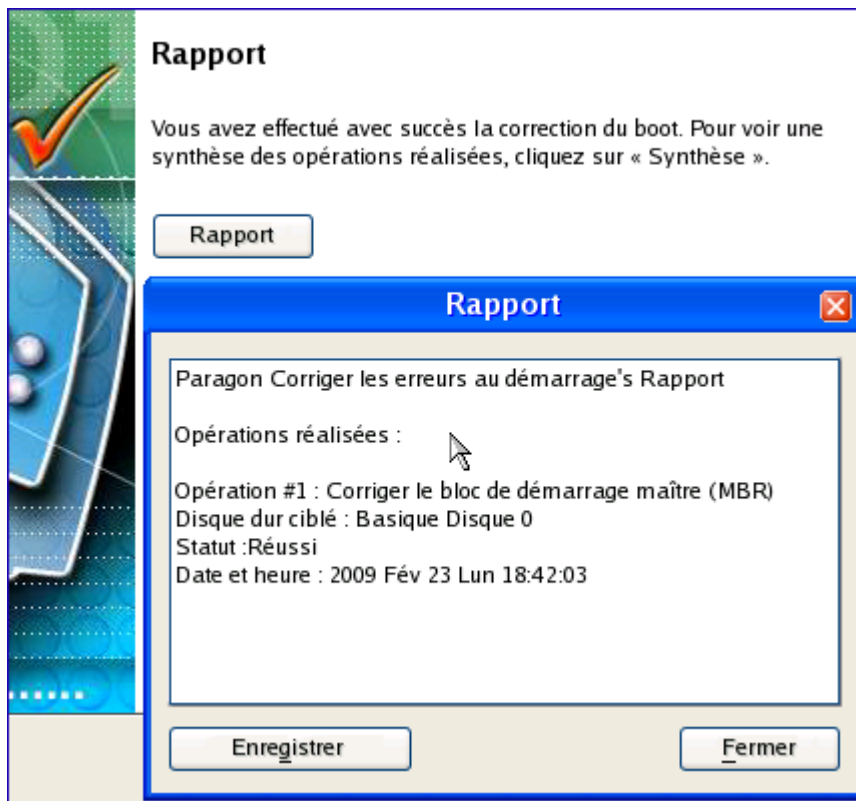 Rapport
Vous avez effectué avec succès la correction du boot. Pour voir une
synthèse des opérations réalisées, cliquez sur « Synthèse ».
Rapport
Rapport
Paragon Corriger les erreurs au démarrage's Rapport
Opérations réalisées :
Opération #1 : Corriger le bloc de démarrage maître (MBR)
Disque dur ciblé : Basique Disque 0
Statut :Réussi
Date et heure : 2009 Fév 23 Lun 18:42:03
Enregistrer
Fermer